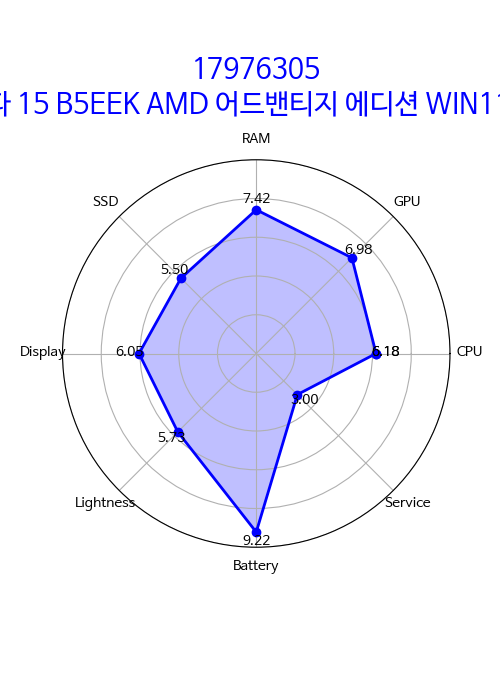 17976305
15 B5EEK AMD 어드밴티지 에디션 WIN11
RAM
7.42
SSD
GPU
5.50
6.98
Display
6.05
6.18
CPU
5.73
3.00
Lightness
Service
9.22
Battery